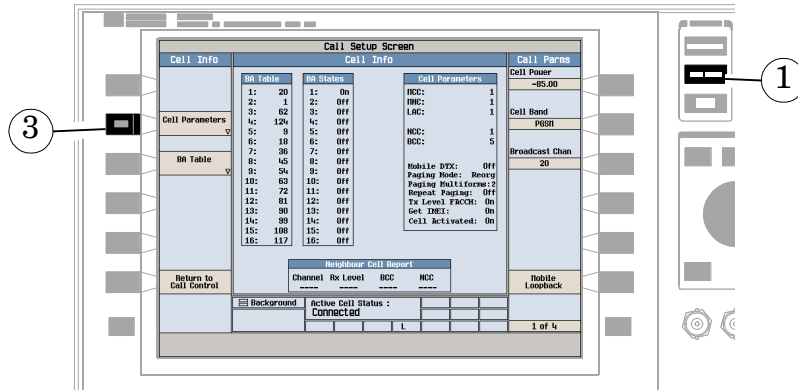 Call Setup Screen
Cell Info
Cell Info
Call Parms
Cell Parameters
BA Table
Return to
Call Control
BA Table
1: 20
2: 1
3: 62
4: 124
5: 9
6: 18
7: 36
8: 45
9: 54
10: 63
11: 72
12: 81
13: 90
14: 99
15: 108
16: 117
BA States
1: On
2: Off
3: Off
4: Off
5: Off
6: Off
7: Off
8: Off
9: Off
10: Off
11: Off
12: Off
13: Off
14: Off
15: Off
16: Off
Cell Parameters
MCC: 1
MNC: 1
LAC: 1
NCC: 1
BCC: 5
Mobile DTX: Off
Paging Mode: Reorg
Paging Multiforms:2
Repeat Paging: Off
Tx Level FACCH: On
Get IMEI: On
Cell Activated: On
Neighbour Cell Report
Channel Rx Level BCC NCC
---- ---- ---- ----
Cell Power
-85.00
Cell Band
PGSM
Broadcast Chan
20
Mobile
Loopback
Background
Active Cell Status :
Connected
L
1 of 4
1
3